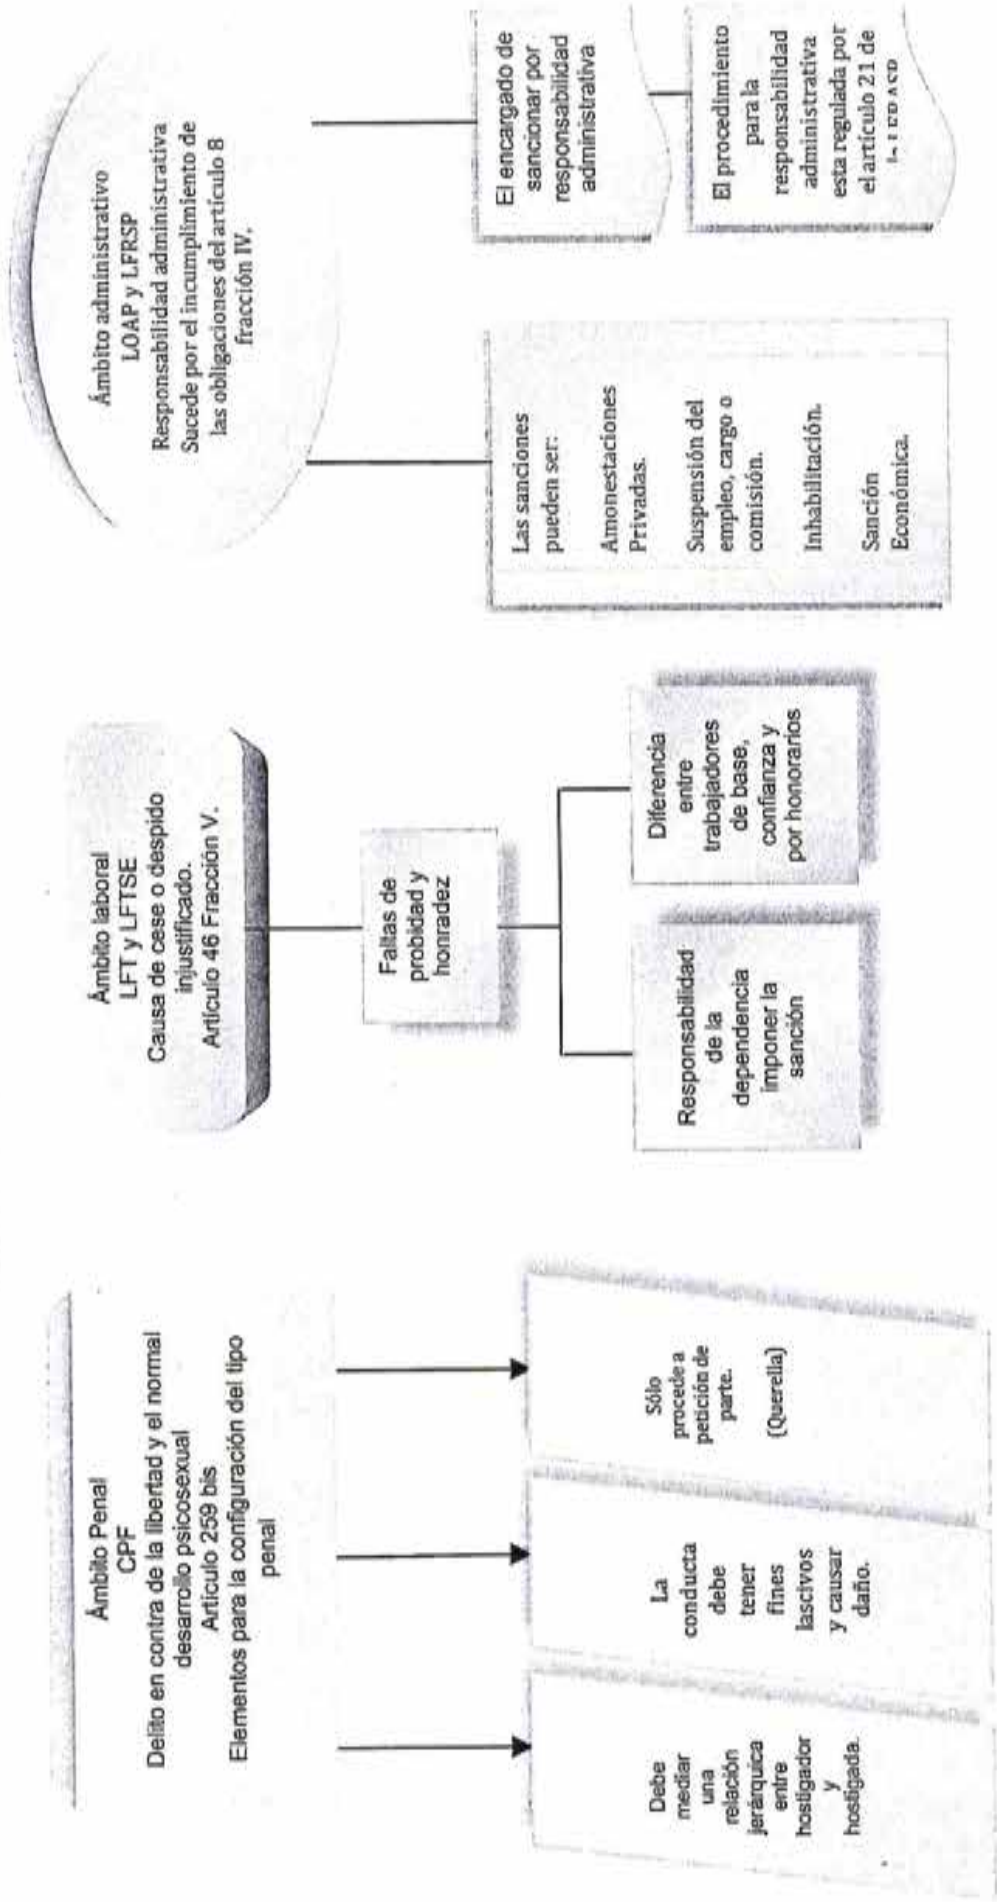 Ámbito Penal
CPF
Delito en contra de la libertad y el normal
desarrollo psicosexual
Artículo 259 bis
Elementos para la configuración del tipo
penal
Debe
mediar
una
relación
jerárquica
entre
hostigador
y
hostigada.
La
conducta
debe
tener
fines
lascivos
y causar
daño.
Sólo
procede a
petición de
parte.
(Querella)
Ámbito laboral
LFT y LFTSE
Causa de cese o despido
injustificado.
Artículo 46 Fracción V.
Faltas de
probidad y
honradez
Responsabilidad
de la
dependencia
imponer la
sanción
Diferencia
entre
trabajadores
de base,
confianza y
por honorarios
Ámbito administrativo
LOAP y LFRSP
Responsabilidad administrativa
Sucede por el incumplimiento de
las obligaciones del artículo 8
fracción IV.
Las sanciones
pueden ser:
Amonestaciones
Privadas.
Suspensión del
empleo, cargo o
comisión.
Inhabilitación.
Sanción
Económica.
El encargado de
sancionar por
responsabilidad
administrativa
El procedimiento
para la
responsabilidad
administrativa
esta regulada por
el artículo 21 de